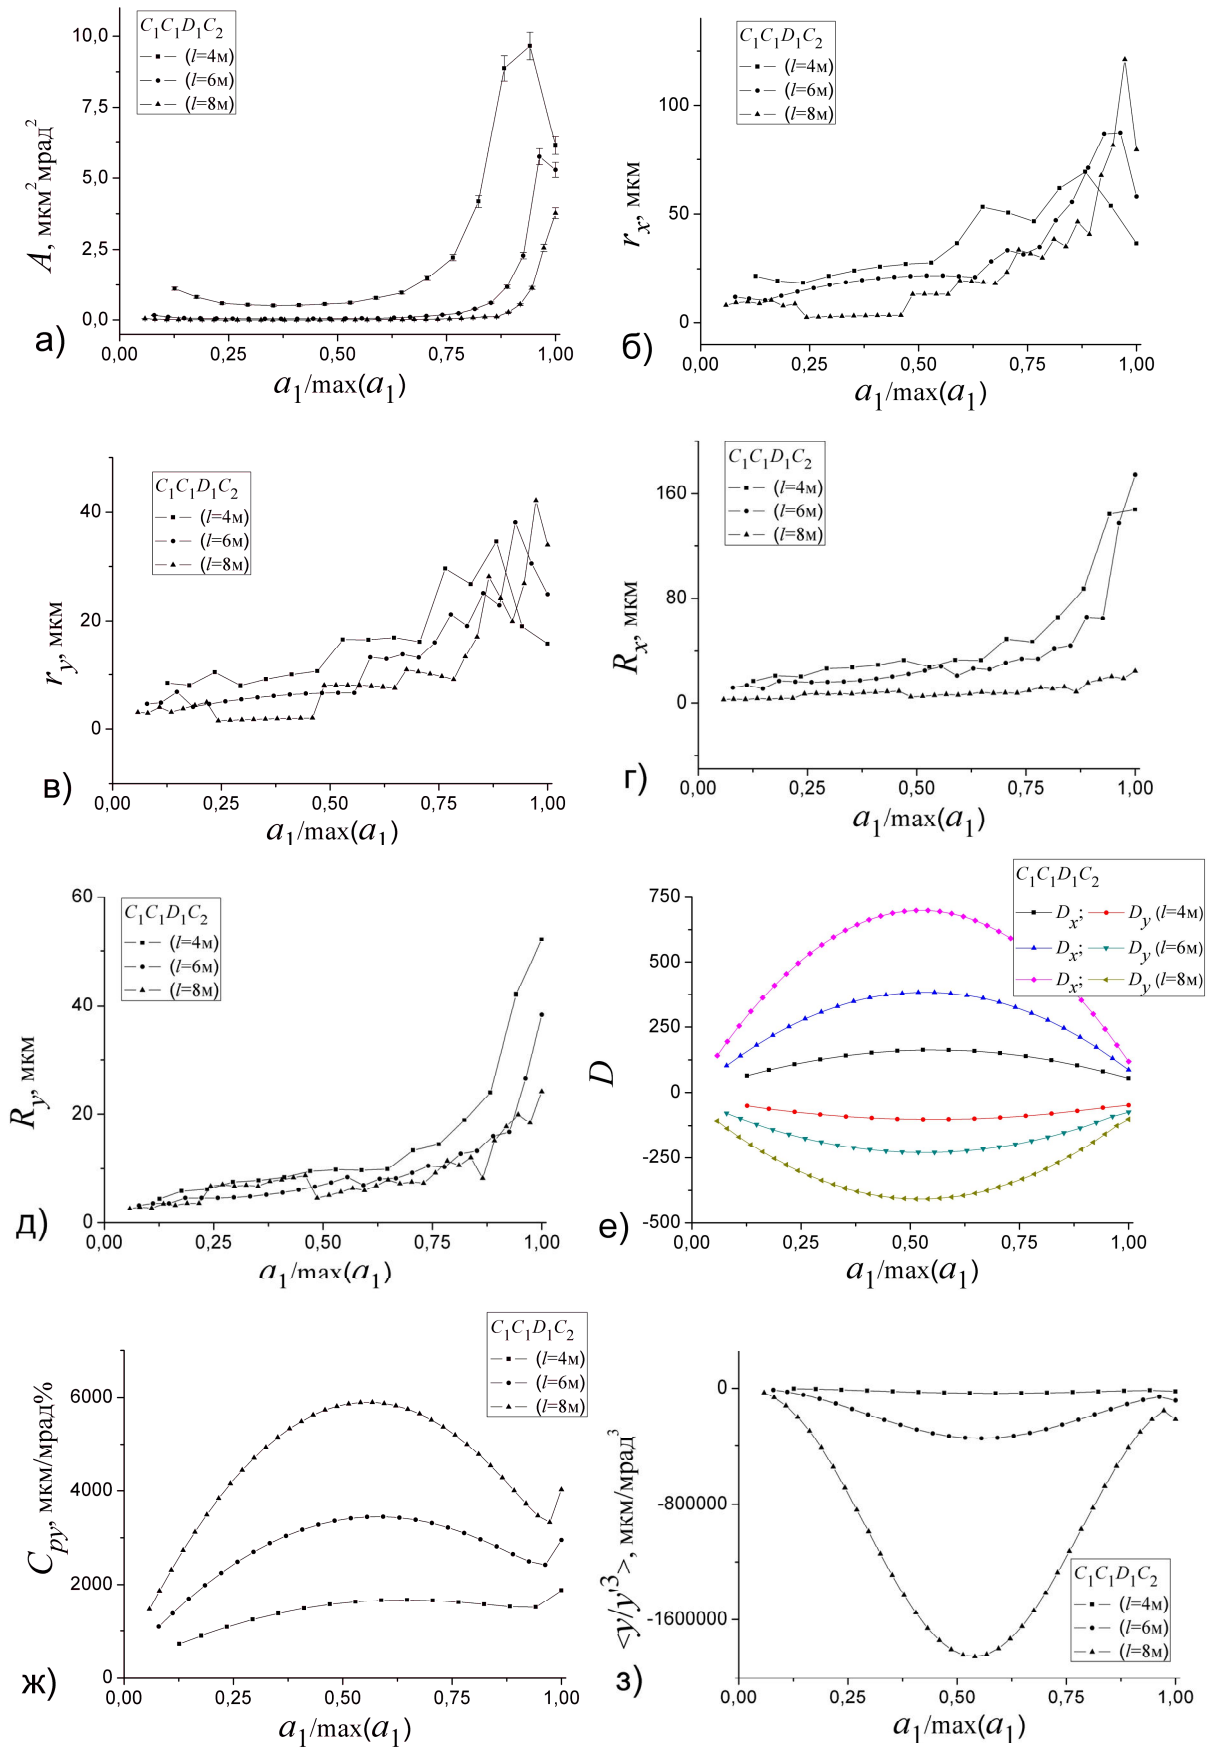 C₁C₁D₁C₂
(l=4м)
(l=6м)
(l=8м)
A, мкм²мрад²
10,0
7,5
5,0
2,5
0,0
0,00 0,25 0,50 0,75 1,00
a₁/max(a₁)
а)
C₁C₁D₁C₂
(l=4м)
(l=6м)
(l=8м)
rₓ, мкм
100
50
0
0,00 0,25 0,50 0,75 1,00
a₁/max(a₁)
б)
C₁C₁D₁C₂
(l=4м)
(l=6м)
(l=8м)
r_y, мкм
40
20
0
0,00 0,25 0,50 0,75 1,00
a₁/max(a₁)
в)
C₁C₁D₁C₂
(l=4м)
(l=6м)
(l=8м)
Rₓ, мкм
160
80
0
0,00 0,25 0,50 0,75 1,00
a₁/max(a₁)
г)
C₁C₁D₁C₂
(l=4м)
(l=6м)
(l=8м)
R_y, мкм
60
40
20
0
0,00 0,25 0,50 0,75 1,00
a₁/max(a₁)
д)
C₁C₁D₁C₂
Dₓ; D_y (l=4м)
Dₓ; D_y (l=6м)
Dₓ; D_y (l=8м)
D
750
500
250
0
-250
-500
0,00 0,25 0,50 0,75 1,00
a₁/max(a₁)
е)
C₁C₁D₁C₂
(l=4м)
(l=6м)
(l=8м)
C_py, мкм/мрад%
6000
4000
2000
0
0,00 0,25 0,50 0,75 1,00
a₁/max(a₁)
ж)
<y/y'³>, мкм/мрад³
0
-800000
-1600000
C₁C₁D₁C₂
(l=4м)
(l=6м)
(l=8м)
0,00 0,25 0,50 0,75 1,00
a₁/max(a₁)
з)